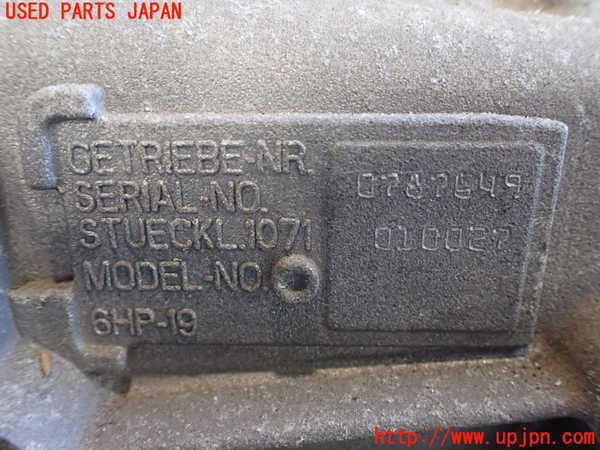 USED PARTS JAPAN
GETRIEBE-NR.
SERIAL-NO. 0787649
STUECKL.1071
MODEL-NO. 010027
6HP-19
http://www.upjpn.com/